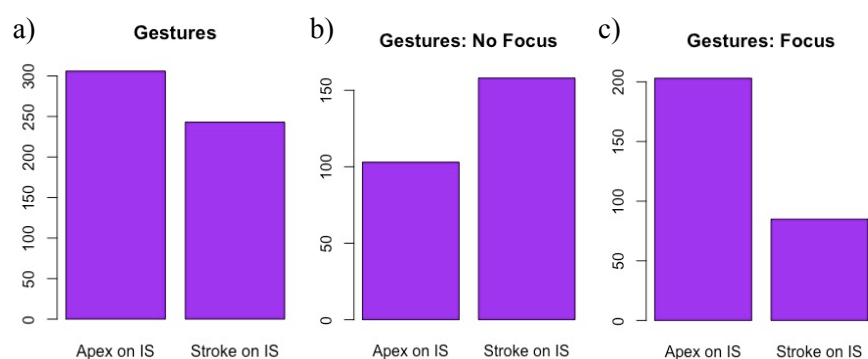 a)
Gestures
300
250
200
150
100
50
0
Apex on IS Stroke on IS
b)
Gestures: No Focus
150
100
50
0
Apex on IS Stroke on IS
c)
Gestures: Focus
200
150
100
50
0
Apex on IS Stroke on IS